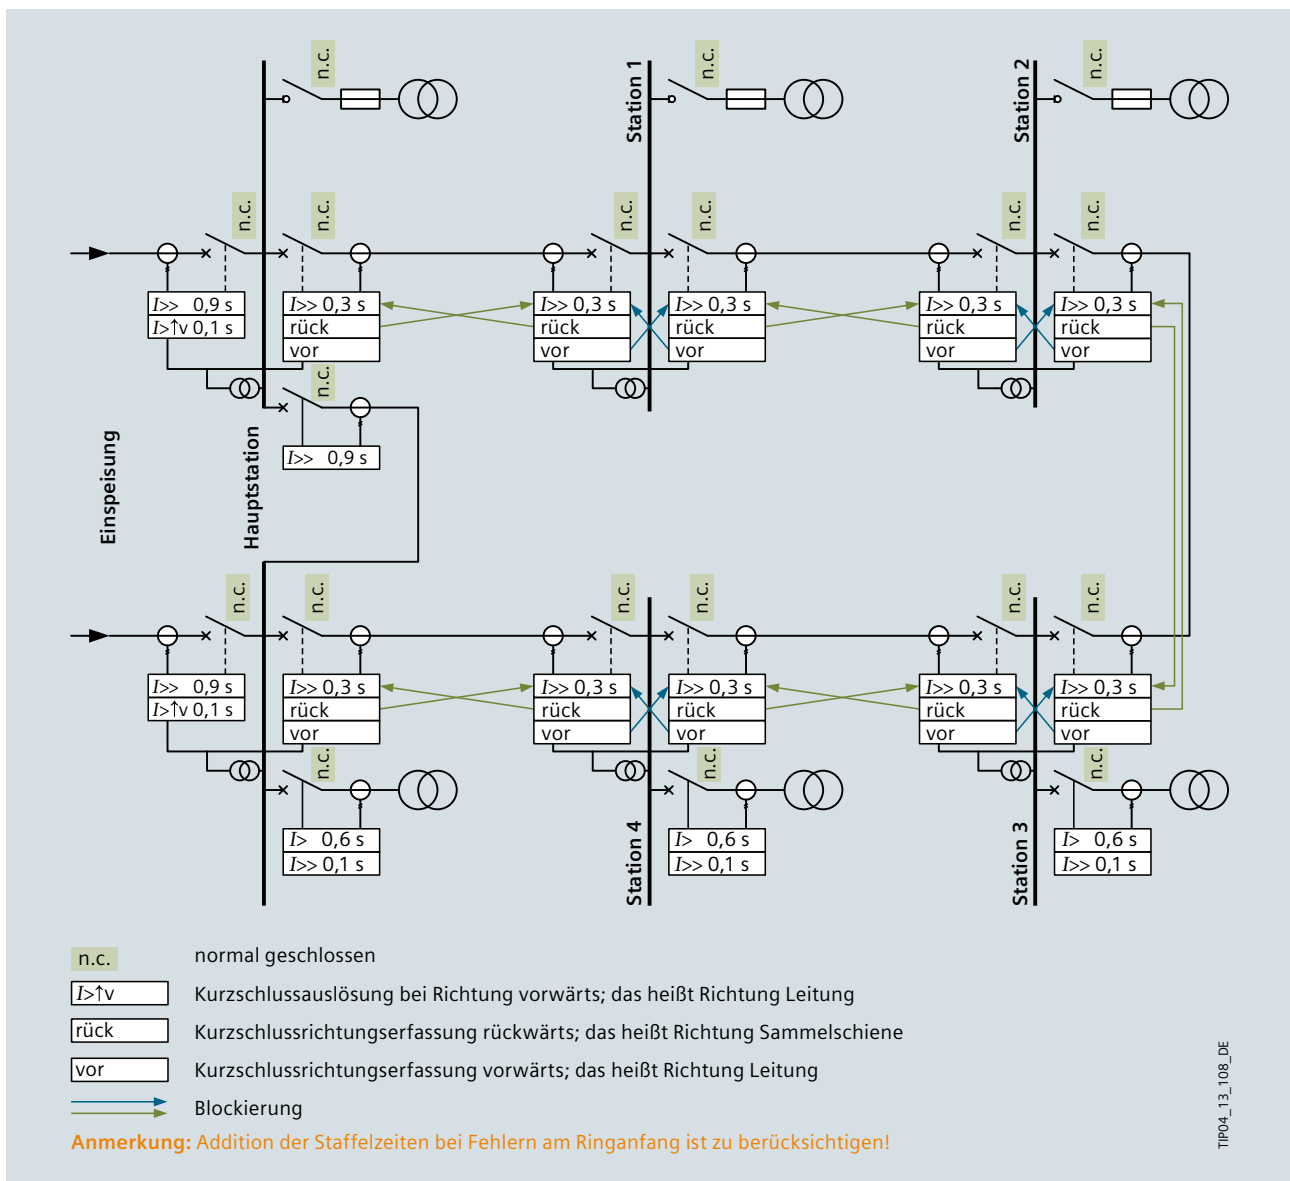 n.c.
n.c.
n.c.
Station 1
Station 2
n.c.
n.c.
n.c.
n.c.
n.c.
n.c.
I>> 0,9 s
I>↑v 0,1 s
I>> 0,3 s
rück
vor
I>> 0,3 s
rück
vor
I>> 0,3 s
rück
vor
I>> 0,3 s
rück
vor
I>> 0,3 s
rück
vor
n.c.
I>> 0,9 s
Einspeisung
Hauptstation
n.c.
n.c.
n.c.
n.c.
n.c.
n.c.
I>> 0,9 s
I>↑v 0,1 s
I>> 0,3 s
rück
vor
I>> 0,3 s
rück
vor
I>> 0,3 s
rück
vor
I>> 0,3 s
rück
vor
I>> 0,3 s
rück
vor
n.c.
n.c.
n.c.
I> 0,6 s
I>> 0,1 s
Station 4
I> 0,6 s
I>> 0,1 s
Station 3
I> 0,6 s
I>> 0,1 s
n.c. normal geschlossen
I>↑v Kurzschlussauslösung bei Richtung vorwärts; das heißt Richtung Leitung
rück Kurzschlussrichtungserfassung rückwärts; das heißt Richtung Sammelschiene
vor Kurzschlussrichtungserfassung vorwärts; das heißt Richtung Leitung
Blockierung
Anmerkung: Addition der Staffelzeiten bei Fehlern am Ringanfang ist zu berücksichtigen!
TIP04_13_108_DE